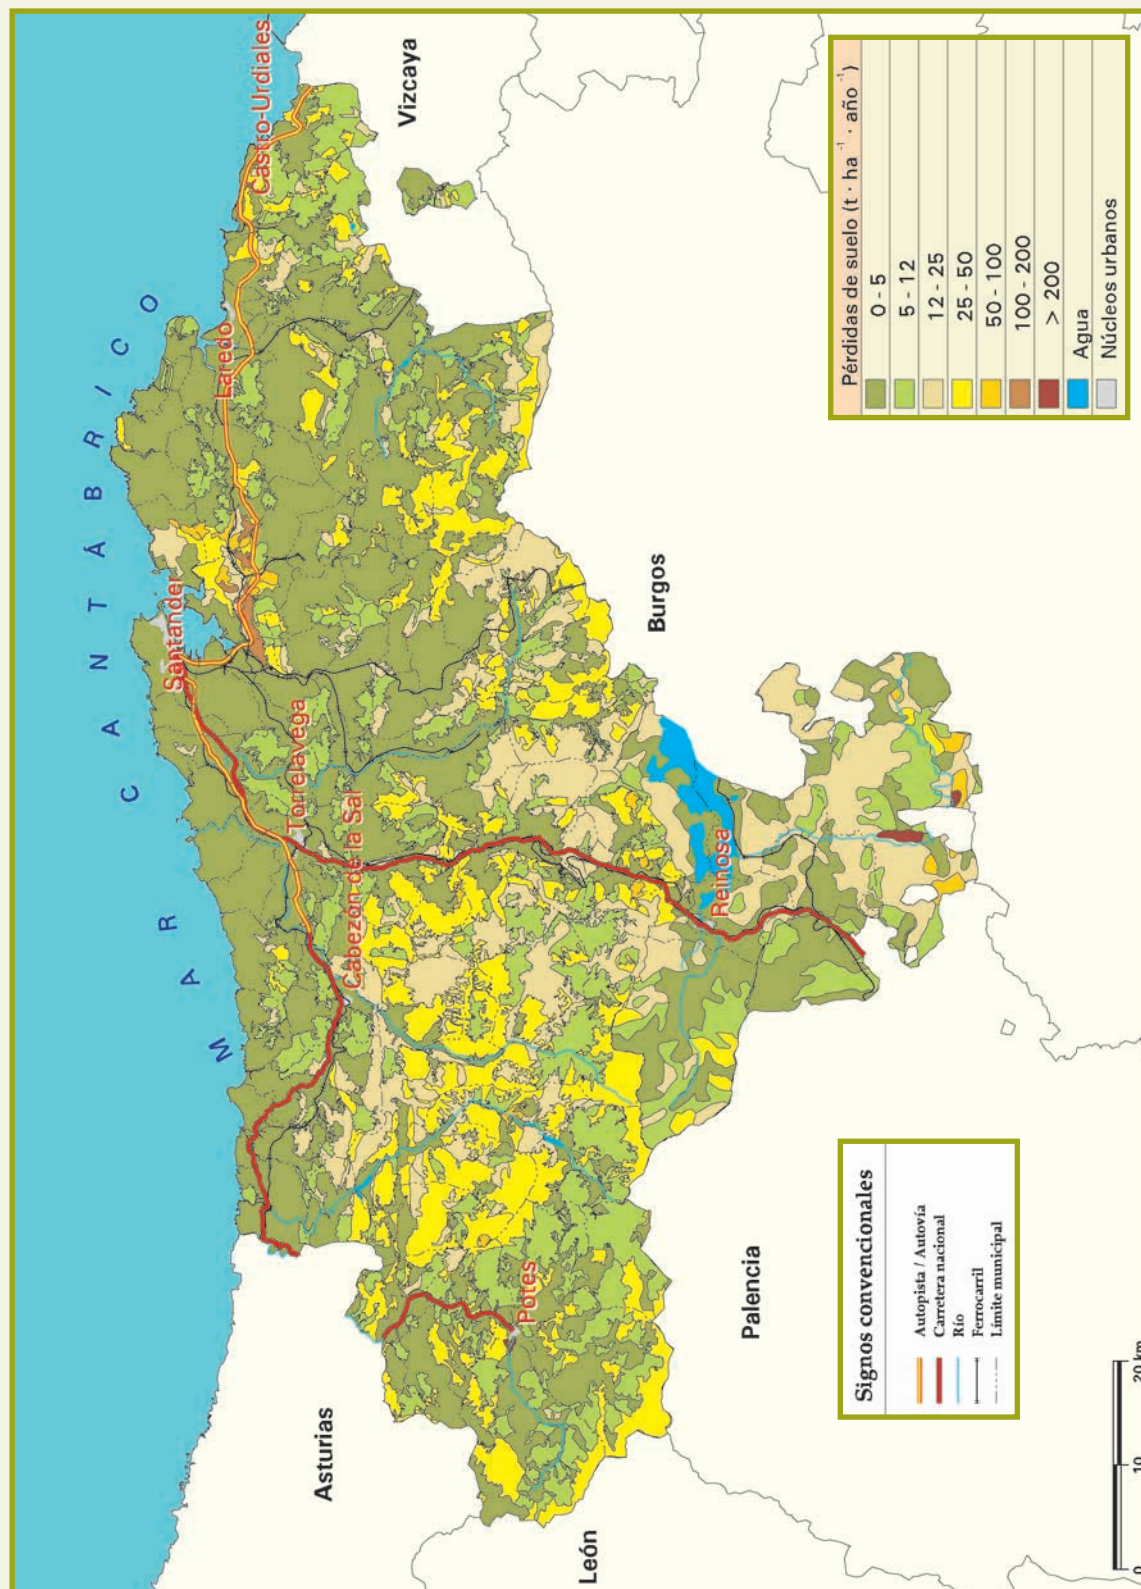 MAR CANTÁBRICO
Castro-Urdiales
Laredo
Santander
Torrelavega
Cabezón de la Sal
Reinosa
Potes
Vizcaya
Burgos
Palencia
Asturias
León
Pérdidas de suelo (t · ha⁻¹ · año⁻¹)
0 - 5
5 - 12
12 - 25
25 - 50
50 - 100
100 - 200
> 200
Agua
Núcleos urbanos
Signos convencionales
Autopista / Autovía
Carretera nacional
Río
Ferrocarril
Límite municipal
0 10 20 km